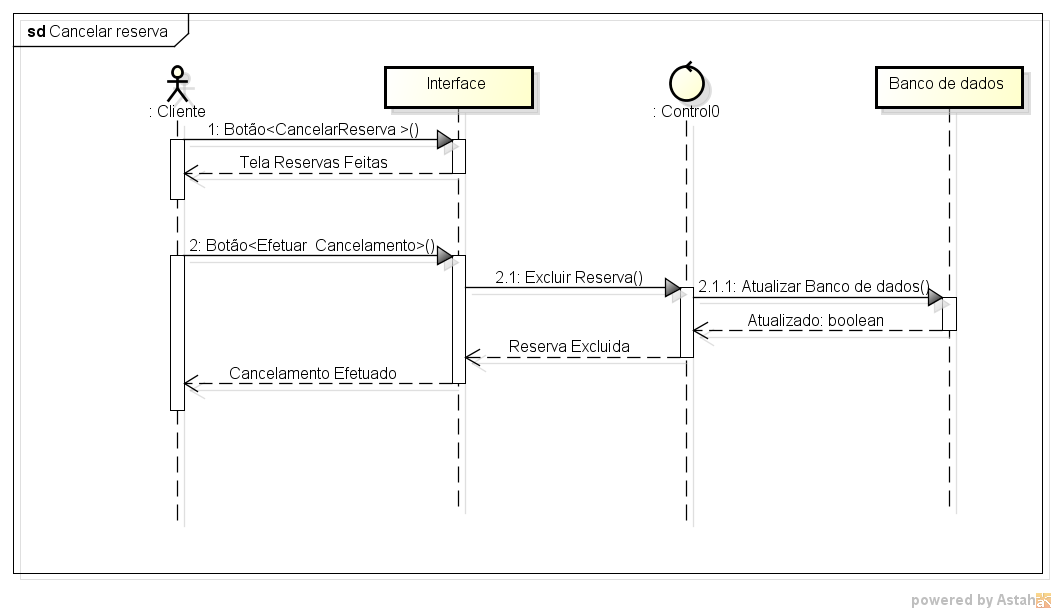 sd Cancelar reserva
Interface
Banco de dados
: Cliente
: Control0
1: Botão<CancelarReserva >()
Tela Reservas Feitas
2: Botão<Efetuar  Cancelamento>()
2.1: Excluir Reserva()
2.1.1: Atualizar Banco de dados()
Atualizado: boolean
Reserva Excluida
Cancelamento Efetuado
powered by Astah